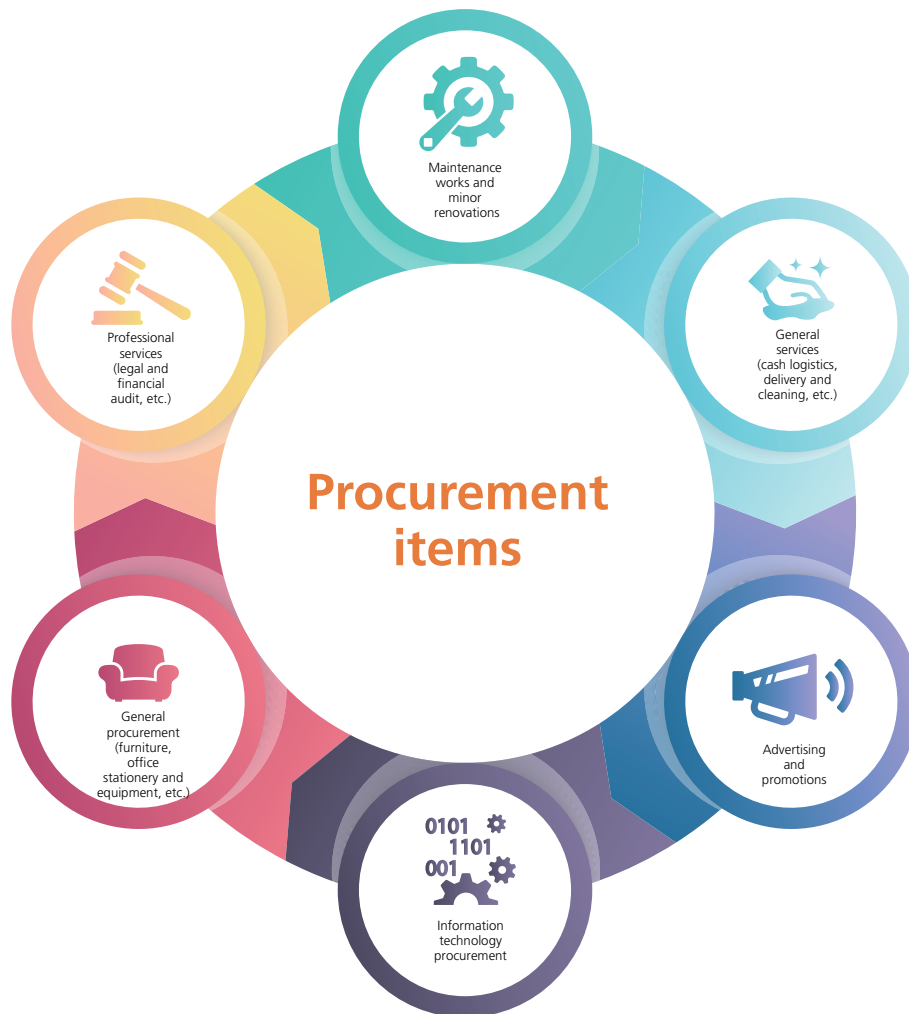 Maintenance
works and
minor
renovations
Professional
services
(legal and
financial
audit, etc.)
General
services
(cash logistics,
delivery and
cleaning, etc.)
Procurement
items
General
procurement
(furniture,
office
stationery and
equipment, etc.)
Advertising
and
promotions
0101
1101
001
Information
technology
procurement